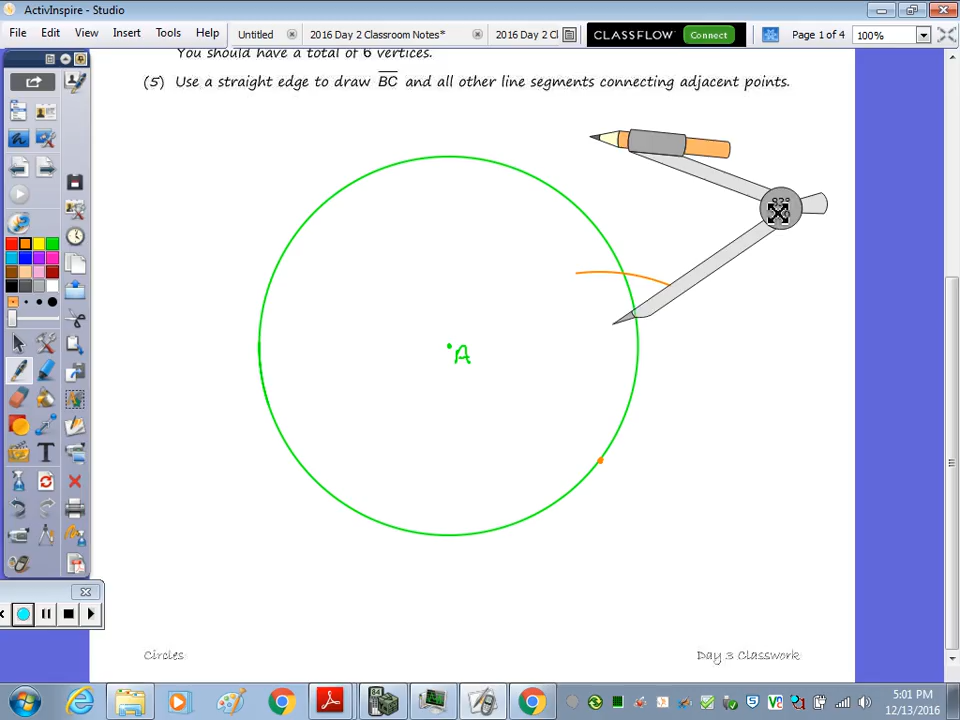 ActivInspire - Studio
File Edit View Insert Tools Help Untitled 2016 Day 2 Classroom Notes* 2016 Day 2 Cl CLASSFLOW Connect Page 1 of 4 100%
You should have a total of 6 vertices.
(5) Use a straight edge to draw BC and all other line segments connecting adjacent points.
A
Circles Day 3 Classwork
5:01 PM
12/13/2016